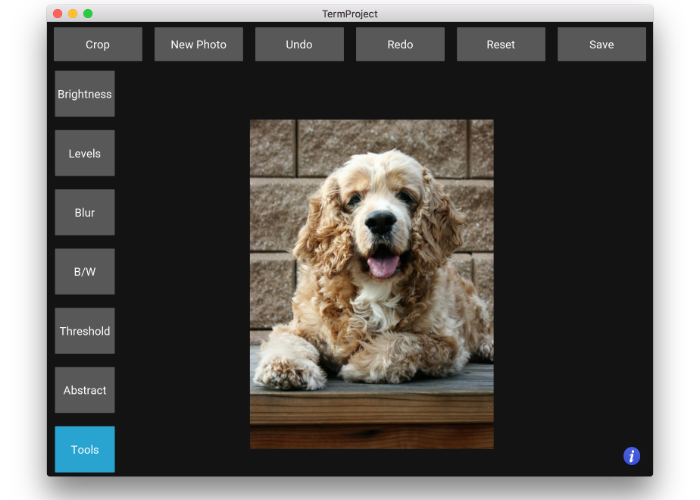 TermProject
Crop
New Photo
Undo
Redo
Reset
Save
Brightness
Levels
Blur
B/W
Threshold
Abstract
Tools
i